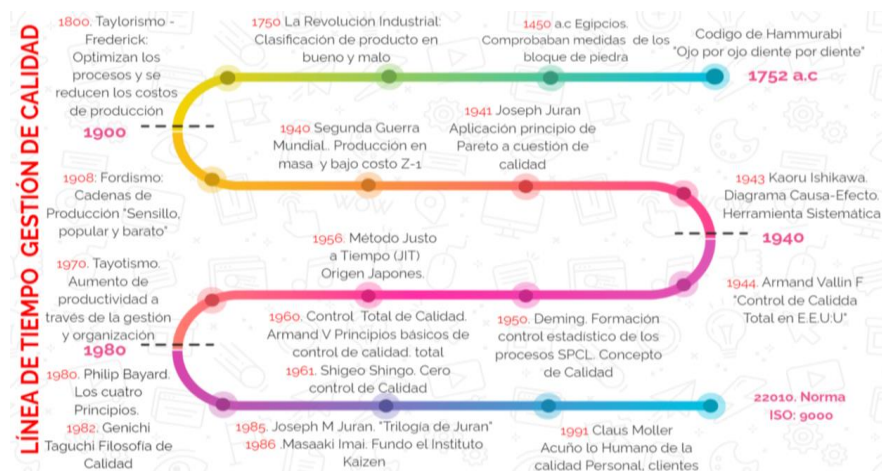 LÍNEA DE TIEMPO GESTIÓN DE CALIDAD
Codigo de Hammurabi
"Ojo por ojo diente por diente"
1752 a.c
1450 a.c Egipcios.
Comprobaban medidas de los
bloque de piedra
1750 La Revolución Industrial:
Clasificación de producto en
bueno y malo
1800. Taylorismo -
Frederick:
Optimizan los
procesos y se
reducen los costos
de producción
1900
1908: Fordismo:
Cadenas de
Producción "Sensillo,
popular y barato"
1940 Segunda Guerra
Mundial.. Producción en
masa y bajo costo Z-1
1941 Joseph Juran
Aplicación principio de
Pareto a cuestión de
calidad
1943 Kaoru Ishikawa.
Diagrama Causa-Efecto.
Herramienta Sistemática
1940
1944. Armand Vallin F
"Control de Calidda
Total en E.E.U:U"
1950. Deming. Formación
control estadístico de los
procesos SPCL. Concepto
de Calidad
1956. Método Justo
a Tiempo (JIT)
Origen Japones.
1960. Control Total de Calidad.
Armand V Principios básicos de
control de calidad. total
1961. Shigeo Shingo. Cero
control de Calidad
1970. Tayotismo.
Aumento de
productividad a
través de la gestión
y organización
1980
1980. Philip Bayard.
Los cuatro
Principios.
1982. Genichi
Taguchi Filosofía de
Calidad
1985. Joseph M Juran. "Trilogía de Juran"
1986 .Masaaki Imai. Fundo el Instituto
Kaizen
1991 Claus Moller
Acuño lo Humano de la
calidad Personal, clientes
22010. Norma
ISO: 9000